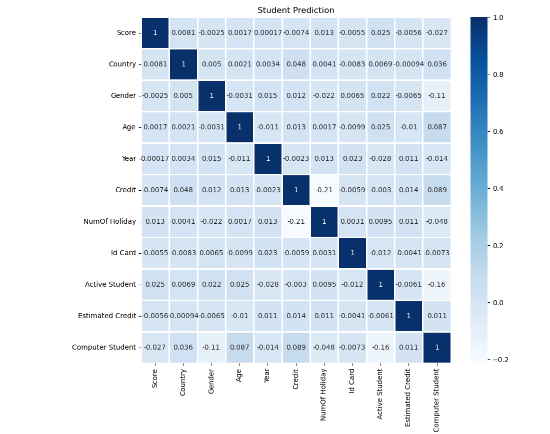 Student Prediction
Score 1 0.0081 -0.0025 0.0017 0.00017 -0.0074 0.013 -0.0055 0.025 -0.0056 -0.027
Country 0.0081 1 0.005 0.0021 0.0034 0.048 0.0041 -0.0083 0.0069 -0.00094 0.036
Gender -0.0025 0.005 1 -0.0031 0.015 0.012 -0.022 0.0065 0.022 -0.0065 -0.11
Age 0.0017 0.0021 -0.0031 1 -0.011 0.013 0.0017 -0.0099 0.025 -0.01 0.087
Year 0.00017 0.0034 0.015 -0.011 1 -0.0023 0.013 0.023 -0.028 0.011 -0.014
Credit -0.0074 0.048 0.012 0.013 -0.0023 1 -0.21 -0.0059 -0.003 0.014 0.089
NumOf Holiday 0.013 0.0041 -0.022 0.0017 0.013 -0.21 1 0.0031 0.0095 0.011 -0.048
Id Card -0.0055 -0.0083 0.0065 -0.0099 0.023 -0.0059 0.0031 1 -0.012 -0.0041 -0.0073
Active Student 0.025 0.0069 0.022 0.025 -0.028 -0.003 0.0095 -0.012 1 -0.0061 -0.16
Estimated Credit -0.0056 -0.00094 -0.0065 -0.01 0.011 0.014 0.011 -0.0041 -0.0061 1 0.011
Computer Student -0.027 0.036 -0.11 0.087 -0.014 0.089 -0.048 -0.0073 -0.16 0.011 1
Score
Country
Gender
Age
Year
Credit
NumOf Holiday
Id Card
Active Student
Estimated Credit
Computer Student
1.0
0.8
0.6
0.4
0.2
0.0
−0.2